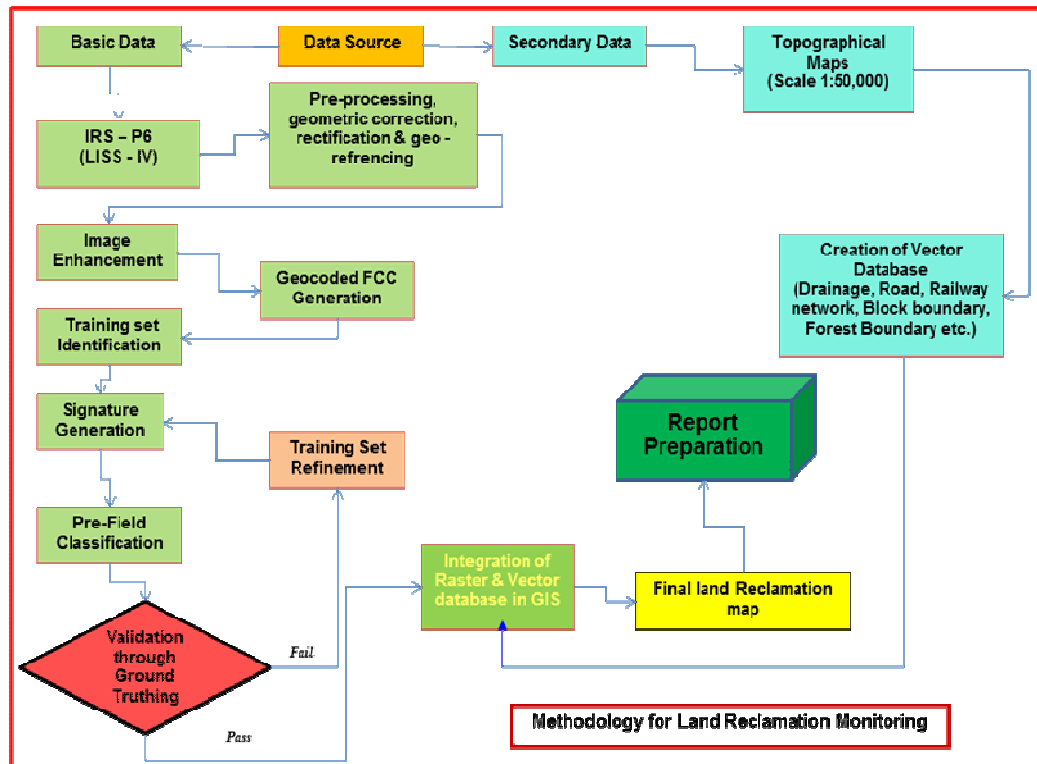 Basic Data
Data Source
Secondary Data
Topographical
Maps
(Scale 1:50,000)
IRS – P6
(LISS - IV)
Pre-processing,
geometric correction,
rectification & geo -
refrencing
Image
Enhancement
Geocoded FCC
Generation
Creation of Vector
Database
(Drainage, Road, Railway
network, Block boundary,
Forest Boundary etc.)
Training set
Identification
Signature
Generation
Training Set
Refinement
Report
Preparation
Pre-Field
Classification
Integration of
Raster & Vector
database in GIS
Final land Reclamation
map
Validation
through
Ground
Truthing
Fail
Pass
Methodology for Land Reclamation Monitoring